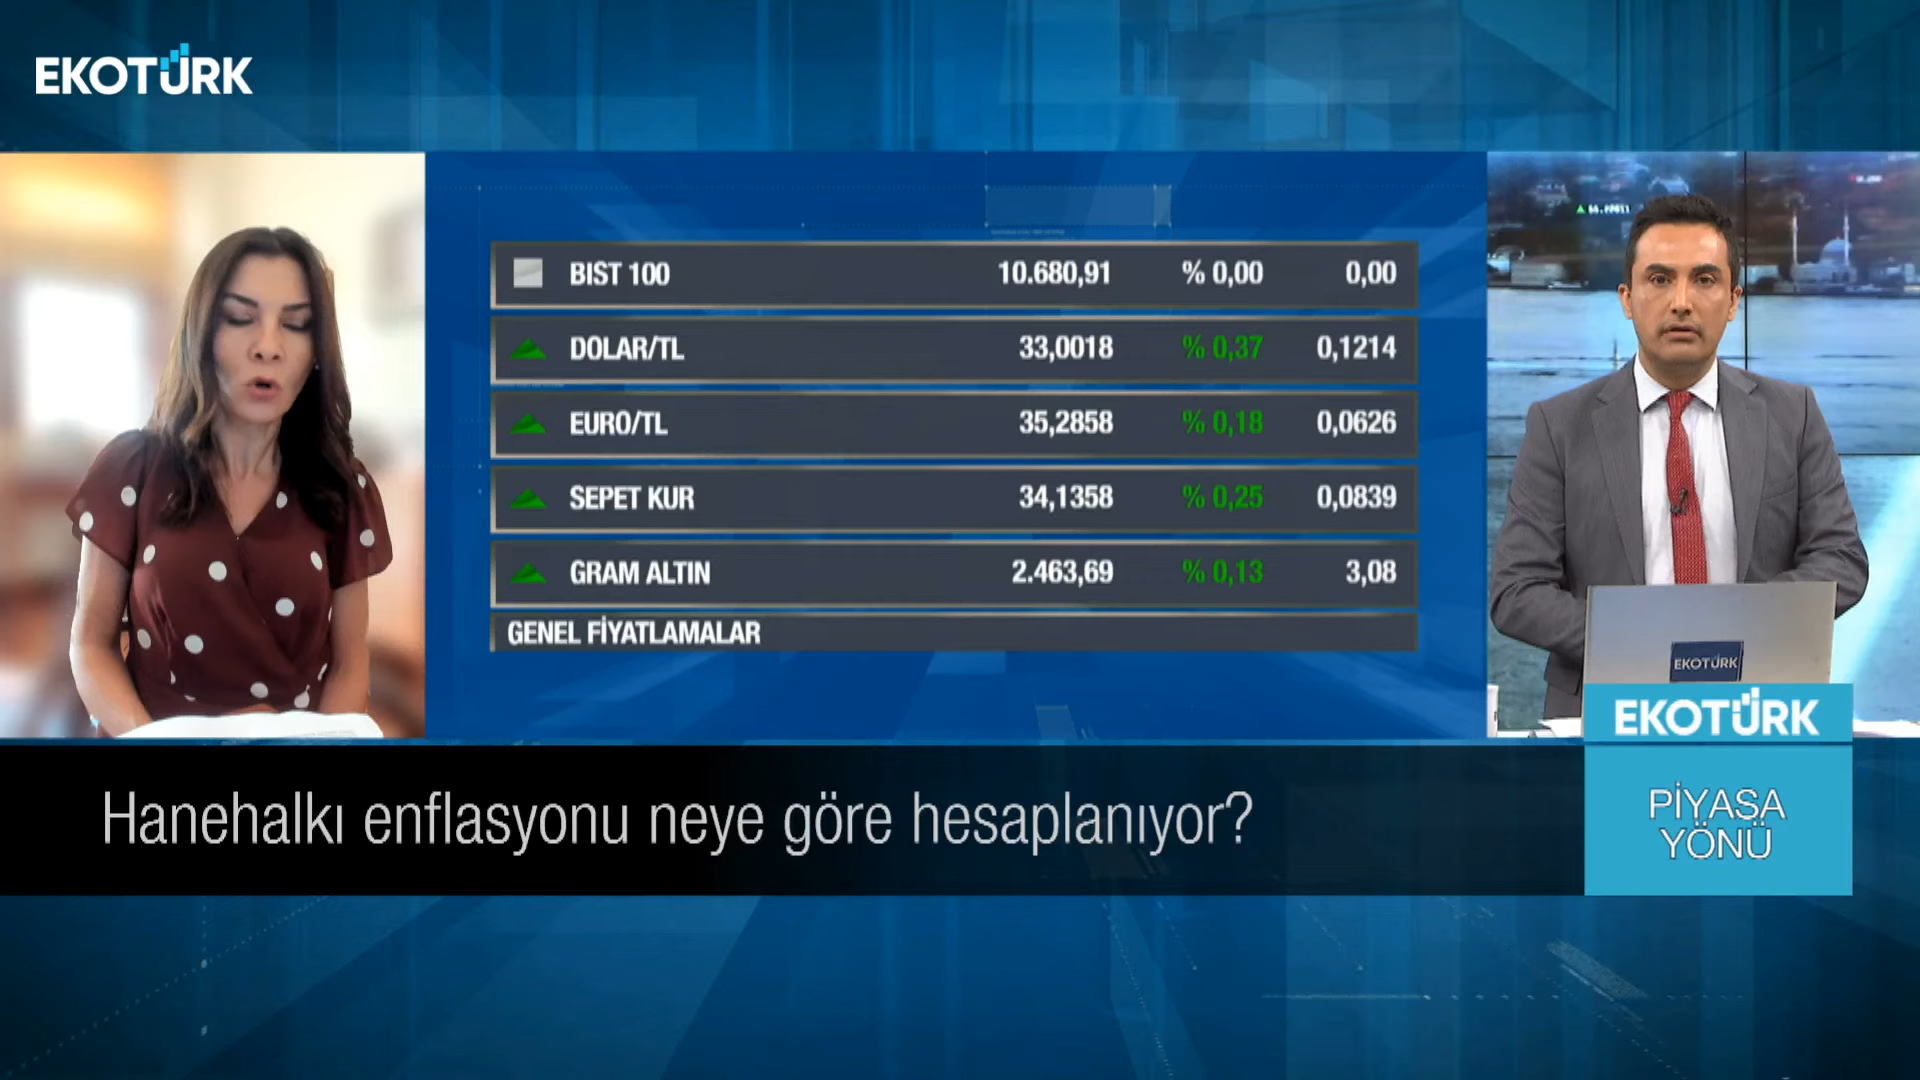 EKOTÜRK
BIST 100 10.680,91 % 0,00 0,00
DOLAR/TL 33,0018 % 0,37 0,1214
EURO/TL 35,2858 % 0,18 0,0626
SEPET KUR 34,1358 % 0,25 0,0839
GRAM ALTIN 2.463,69 % 0,13 3,08
GENEL FİYATLAMALAR
EKOTÜRK
EKOTÜRK
Hanehalkı enflasyonu neye göre hesaplanıyor?
PİYASA
YÖNÜ